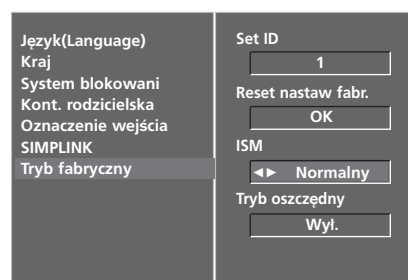 Język(Language)
Kraj
System blokowani
Kont. rodzicielska
Oznaczenie wejścia
SIMPLINK
Tryb fabryczny
Set ID
1
Reset nastaw fabr.
OK
ISM
◄► Normalny
Tryb oszczędny
Wył.